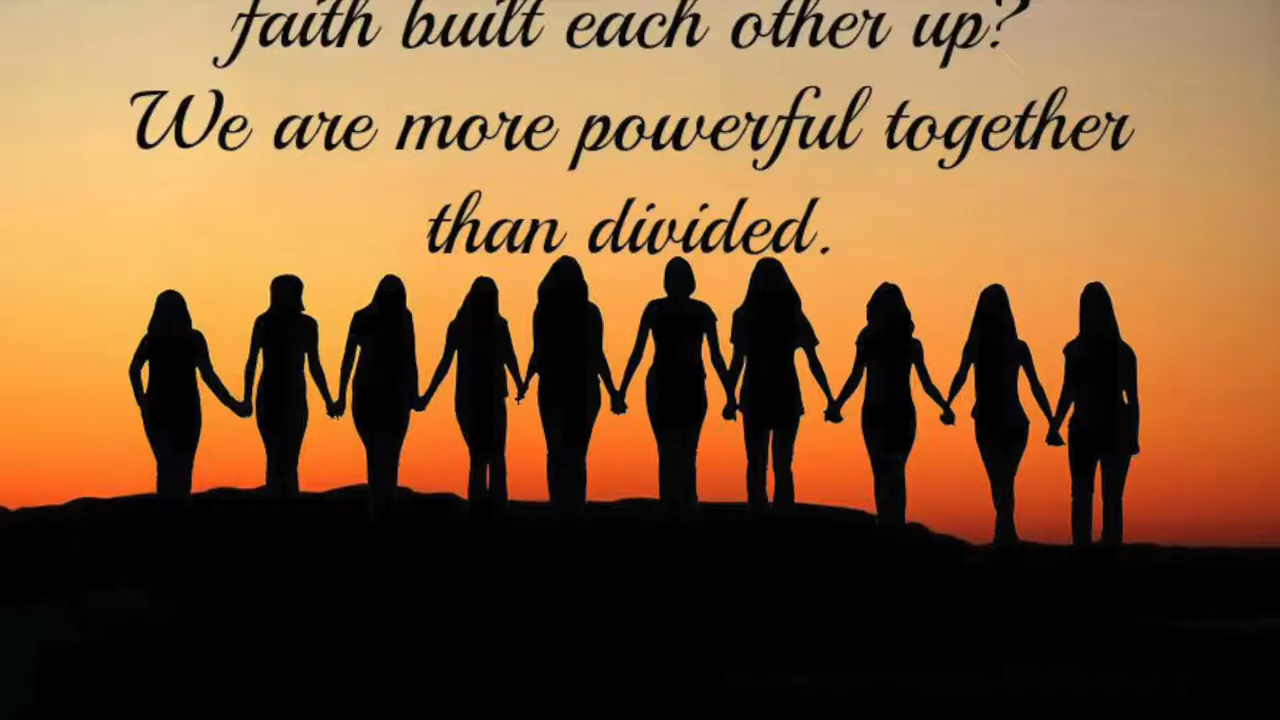 faith built each other up?
We are more powerful together
than divided.